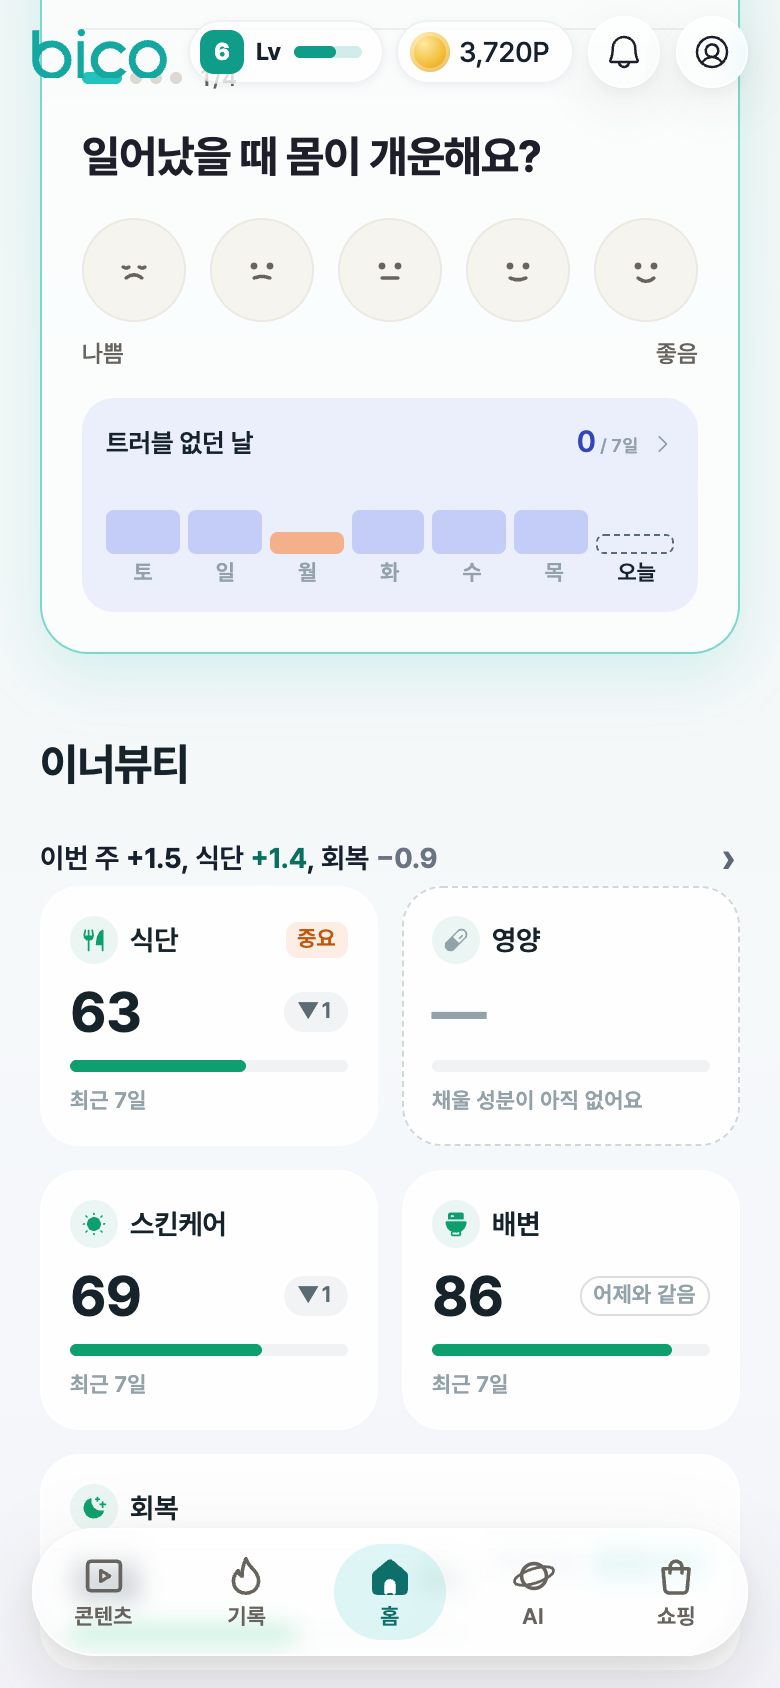 bico
6 Lv
3,720P
1/4
일어났을 때 몸이 개운해요?
나쁨
좋음
트러블 없던 날
0 / 7일
토 일 월 화 수 목 오늘
이너뷰티
이번 주 +1.5, 식단 +1.4, 회복 −0.9
식단
중요
63
▼1
최근 7일
영양
채울 성분이 아직 없어요
스킨케어
69
▼1
최근 7일
배변
86
어제와 같음
최근 7일
회복
콘텐츠 기록 홈 AI 쇼핑